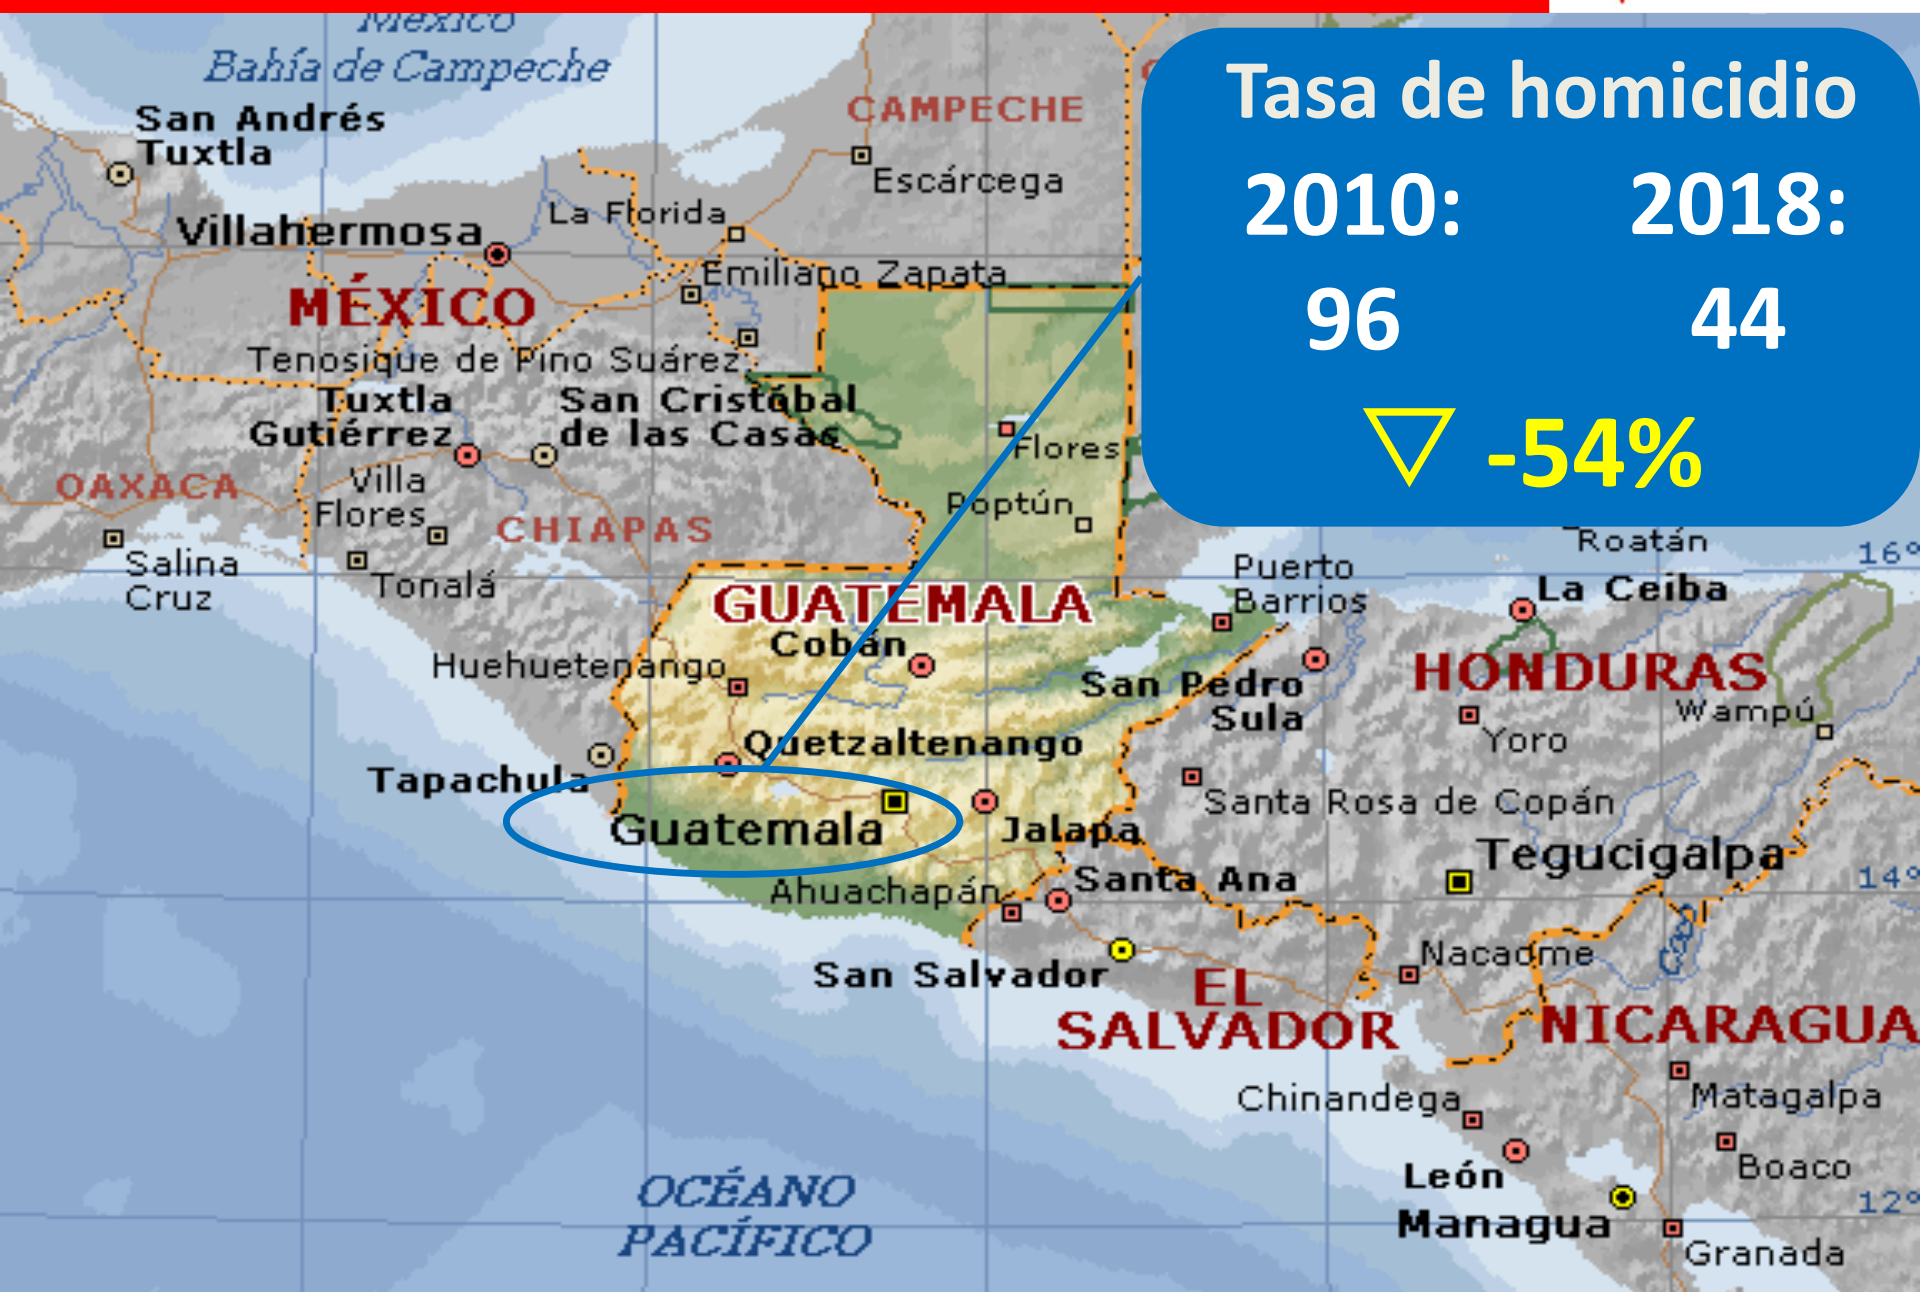 México
Bahía de Campeche
San Andrés
Tuxtla
CAMPECHE
Escárcega
La Florida
Villahermosa
Emiliano Zapata
MÉXICO
Tenosique de Pino Suárez
Tuxtla
Gutiérrez
San Cristóbal
de las Casas
OAXACA
Villa
Flores
CHIAPAS
Salina
Cruz
Tonalá
Flores
Poptún
Tasa de homicidio
2010: 2018:
96 44
-54%
Roatán
16°
Puerto
Barrios
La Ceiba
GUATEMALA
Cobán
Huehuetenango
San Pedro
Sula
HONDURAS
Wampú
Yoro
Quetzaltenango
Tapachula
Santa Rosa de Copán
Guatemala
Jalapa
Tegucigalpa
14°
Ahuachapán
Santa Ana
Nacaome
San Salvador
EL
SALVADOR
NICARAGUA
Chinandega
Matagalpa
Boaco
León
Managua
12°
Granada
OCÉANO
PACÍFICO